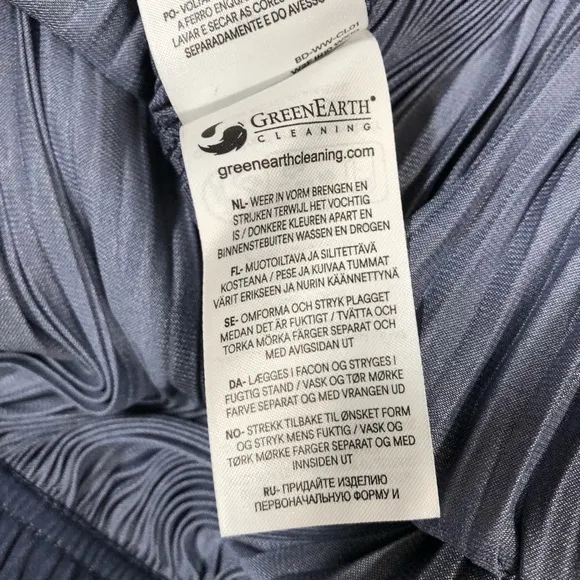 PO- VOLTAR
A FERRO ENQUA
LAVAR E SECAR AS CORES
SEPARADAMENTE E DO AVESSO
BD-WW-CL01
GREENEARTH®
CLEANING
greenearthcleaning.com
NL- WEER IN VORM BRENGEN EN
STRIJKEN TERWIJL HET VOCHTIG
IS / DONKERE KLEUREN APART EN
BINNENSTEBUITEN WASSEN EN DROGEN
FL- MUOTOILTAVA JA SILITETTÄVÄ
KOSTEANA / PESE JA KUIVAA TUMMAT
VÄRIT ERIKSEEN JA NURIN KÄÄNNETTYNÄ
SE- OMFORMA OCH STRYK PLAGGET
MEDAN DET ÄR FUKTIGT / TVÄTTA OCH
TORKA MÖRKA FÄRGER SEPARAT OCH
MED AVIGSIDAN UT
DA- LÆGGES I FACON OG STRYGES I
FUGTIG STAND / VASK OG TØR MØRKE
FARVE SEPARAT OG MED VRANGEN UD
NO- STREKK TILBAKE TIL ØNSKET FORM
OG STRYK MENS FUKTIG / VASK OG
TØRK MØRKE FARGER SEPARAT OG MED
INNSIDEN UT
RU- ПРИДАЙТЕ ИЗДЕЛИЮ
ПЕРВОНАЧАЛЬНУЮ ФОРМУ И